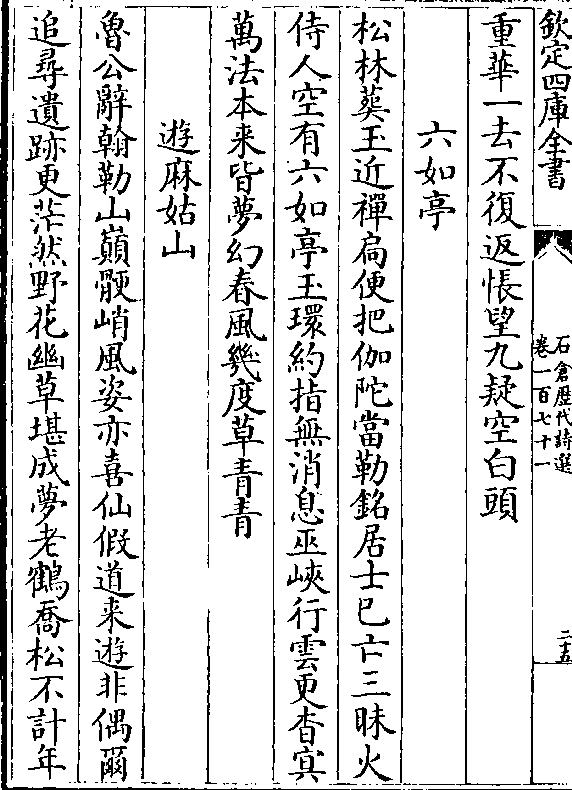 欽定四庫全書
石倉歴代詩選
卷一百七十一
二五
重華一去不復返悵望九疑空白頭
六如亭
松林葬玉近禪扃便把伽陀當勒銘居士已亡三昧火
侍人空有六如亭玉環約指無消息巫峽行雲更杳冥
萬法本来皆夢幻春風幾度草青青
遊麻姑山
魯公辭翰勒山巔骾峭風姿亦喜仙假道来遊非偶爾
追尋遺跡更茫然野花幽草堪成夢老鶴喬松不計年